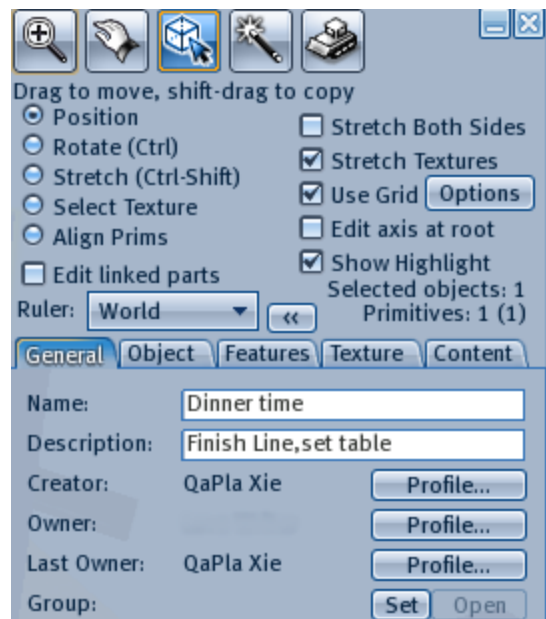 Drag to move, shift-drag to copy
Position
Rotate (Ctrl)
Stretch (Ctrl-Shift)
Select Texture
Align Prims
Edit linked parts
Stretch Both Sides
Stretch Textures
Use Grid Options
Edit axis at root
Show Highlight
Selected objects: 1
Ruler: World «
Primitives: 1 (1)
General Object Features Texture Content
Name: Dinner time
Description: Finish Line,set table
Creator: QaPla Xie Profile...
Owner: Profile...
Last Owner: QaPla Xie Profile...
Group: Set Open